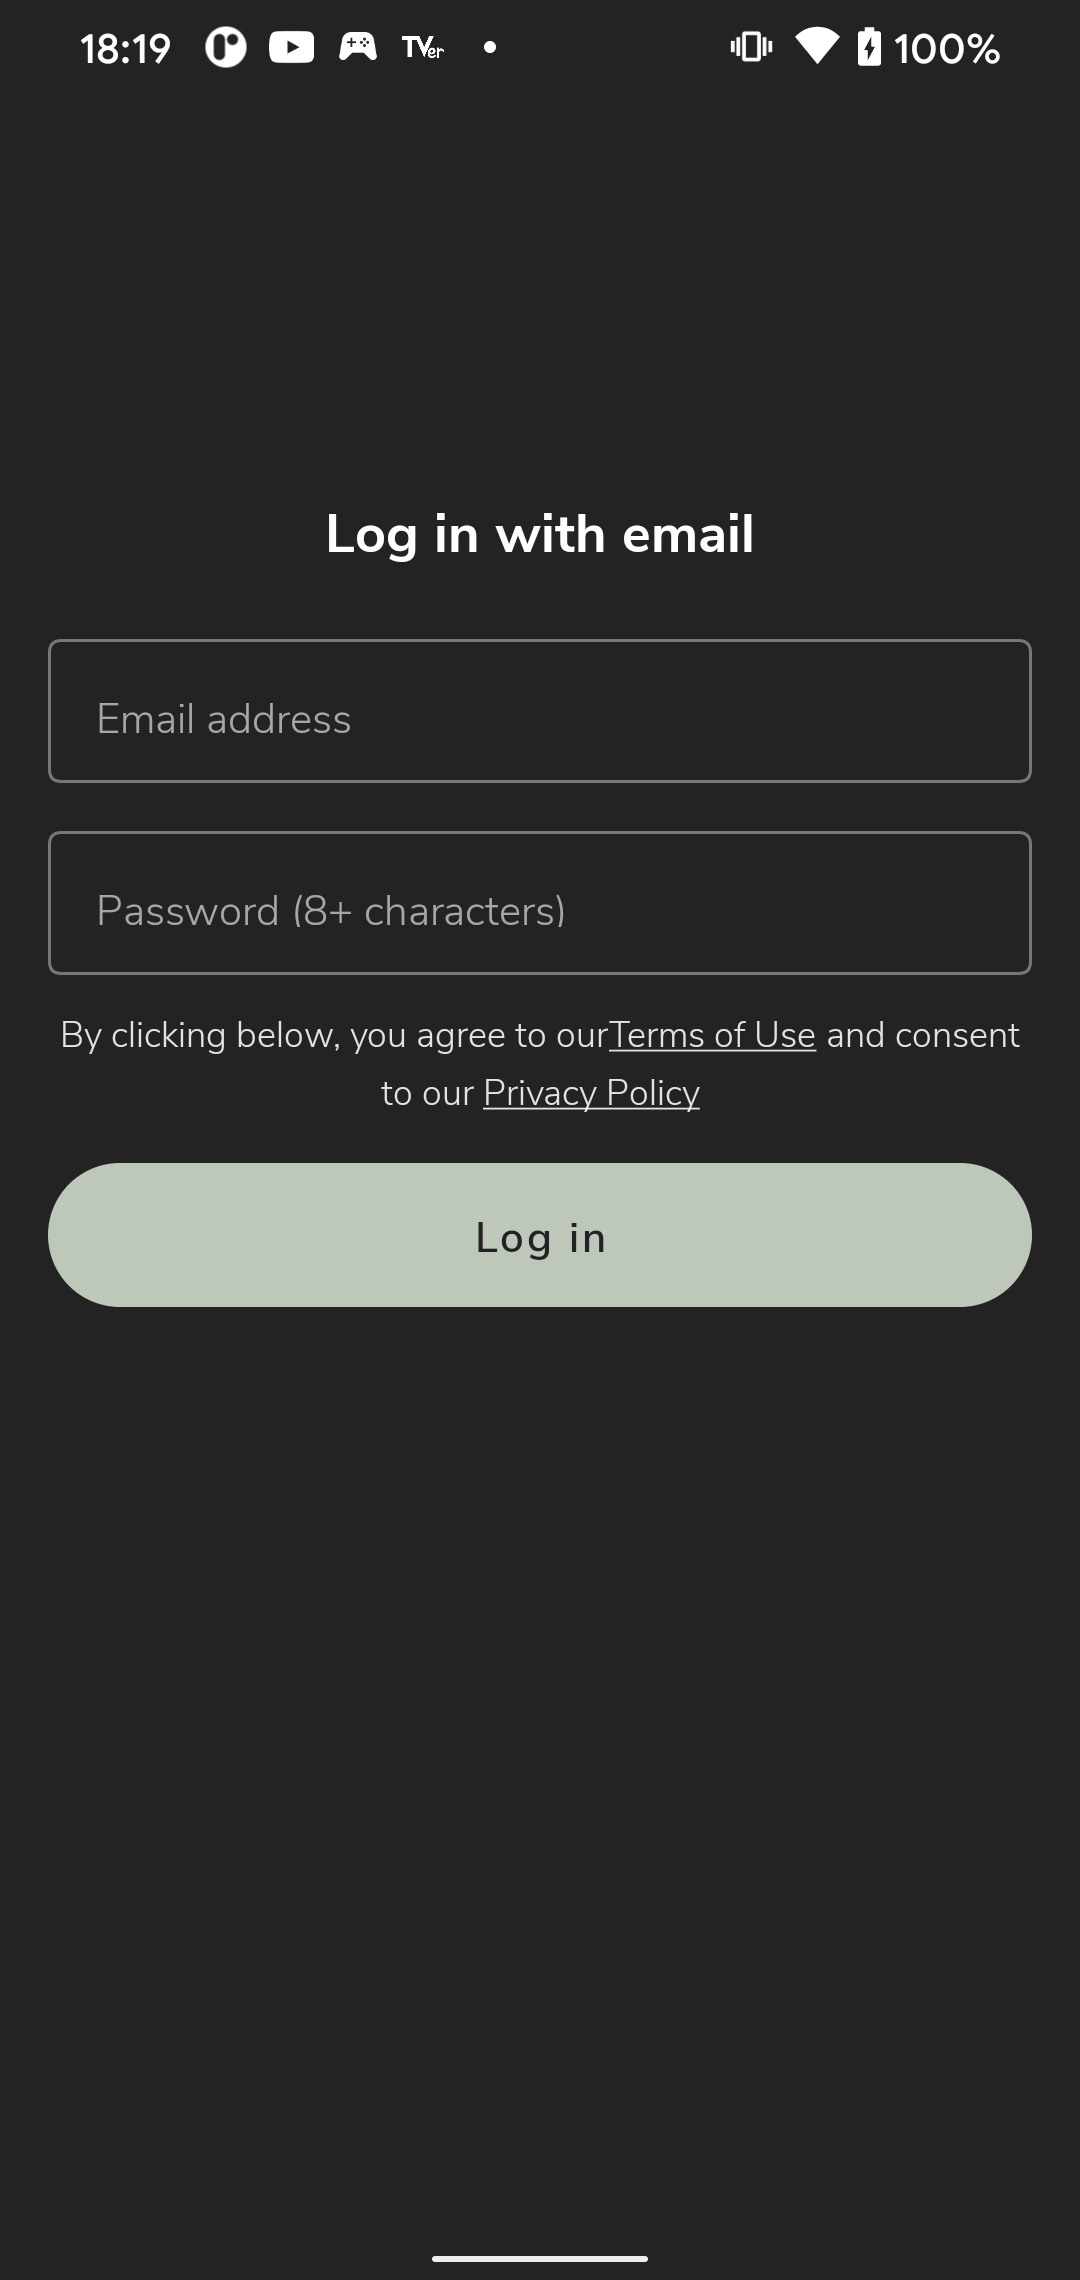 18:19 TVer 100%
Log in with email
Email address
Password (8+ characters)
By clicking below, you agree to ourTerms of Use and consent
to our Privacy Policy
Log in